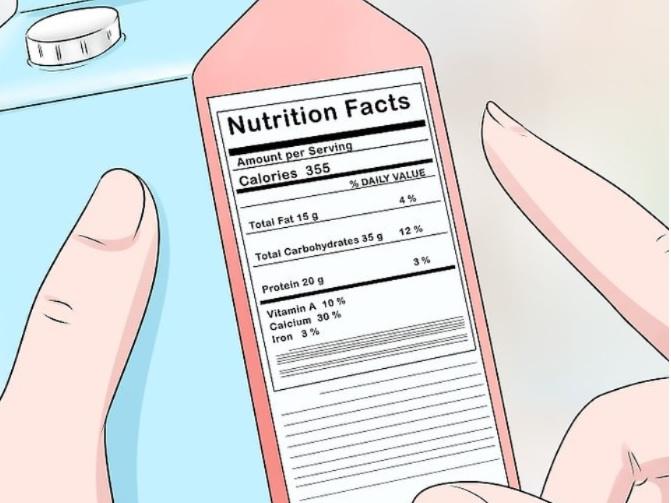 Nutrition Facts
Amount per Serving
Calories 355
% DAILY VALUE
Total Fat 15 g 4 %
Total Carbohydrates 35 g 12 %
Protein 20 g 3 %
Vitamin A 10 %
Calcium 30 %
Iron 3 %